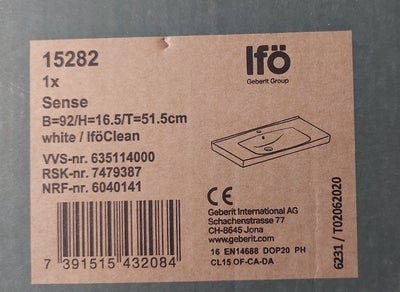 15282
1x
Sense
B=92/H=16.5/T=51.5cm
white / IföClean
VVS-nr. 635114000
RSK-nr. 7479387
NRF-nr. 6040141
7 391515 432084
Ifö
Geberit Group
CE
Geberit International AG
Schachenstrasse 77
CH-8645 Jona
www.geberit.com
16 EN14688 DOP20 PH
CL15 OF-CA-DA
6231 / T02062020